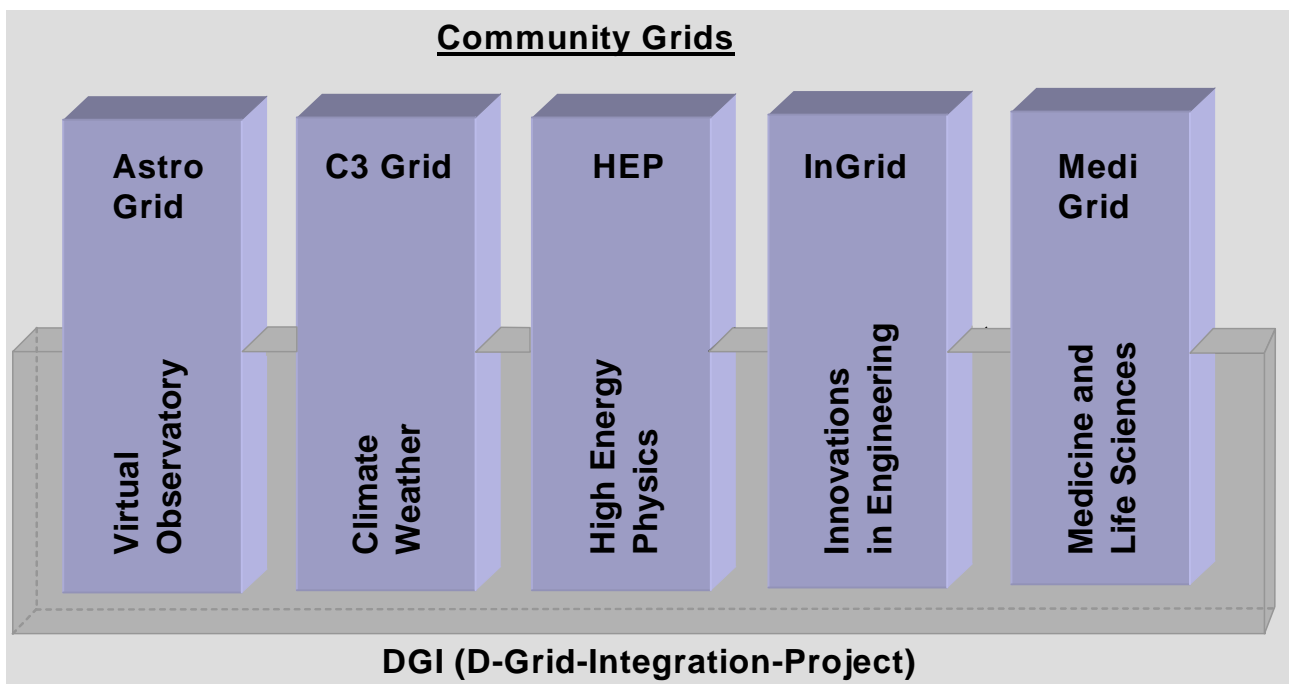 Community Grids
Astro
Grid
Virtual
Observatory
C3 Grid
Climate
Weather
HEP
High Energy
Physics
InGrid
Innovations
in Engineering
Medi
Grid
Medicine and
Life Sciences
DGI (D-Grid-Integration-Project)